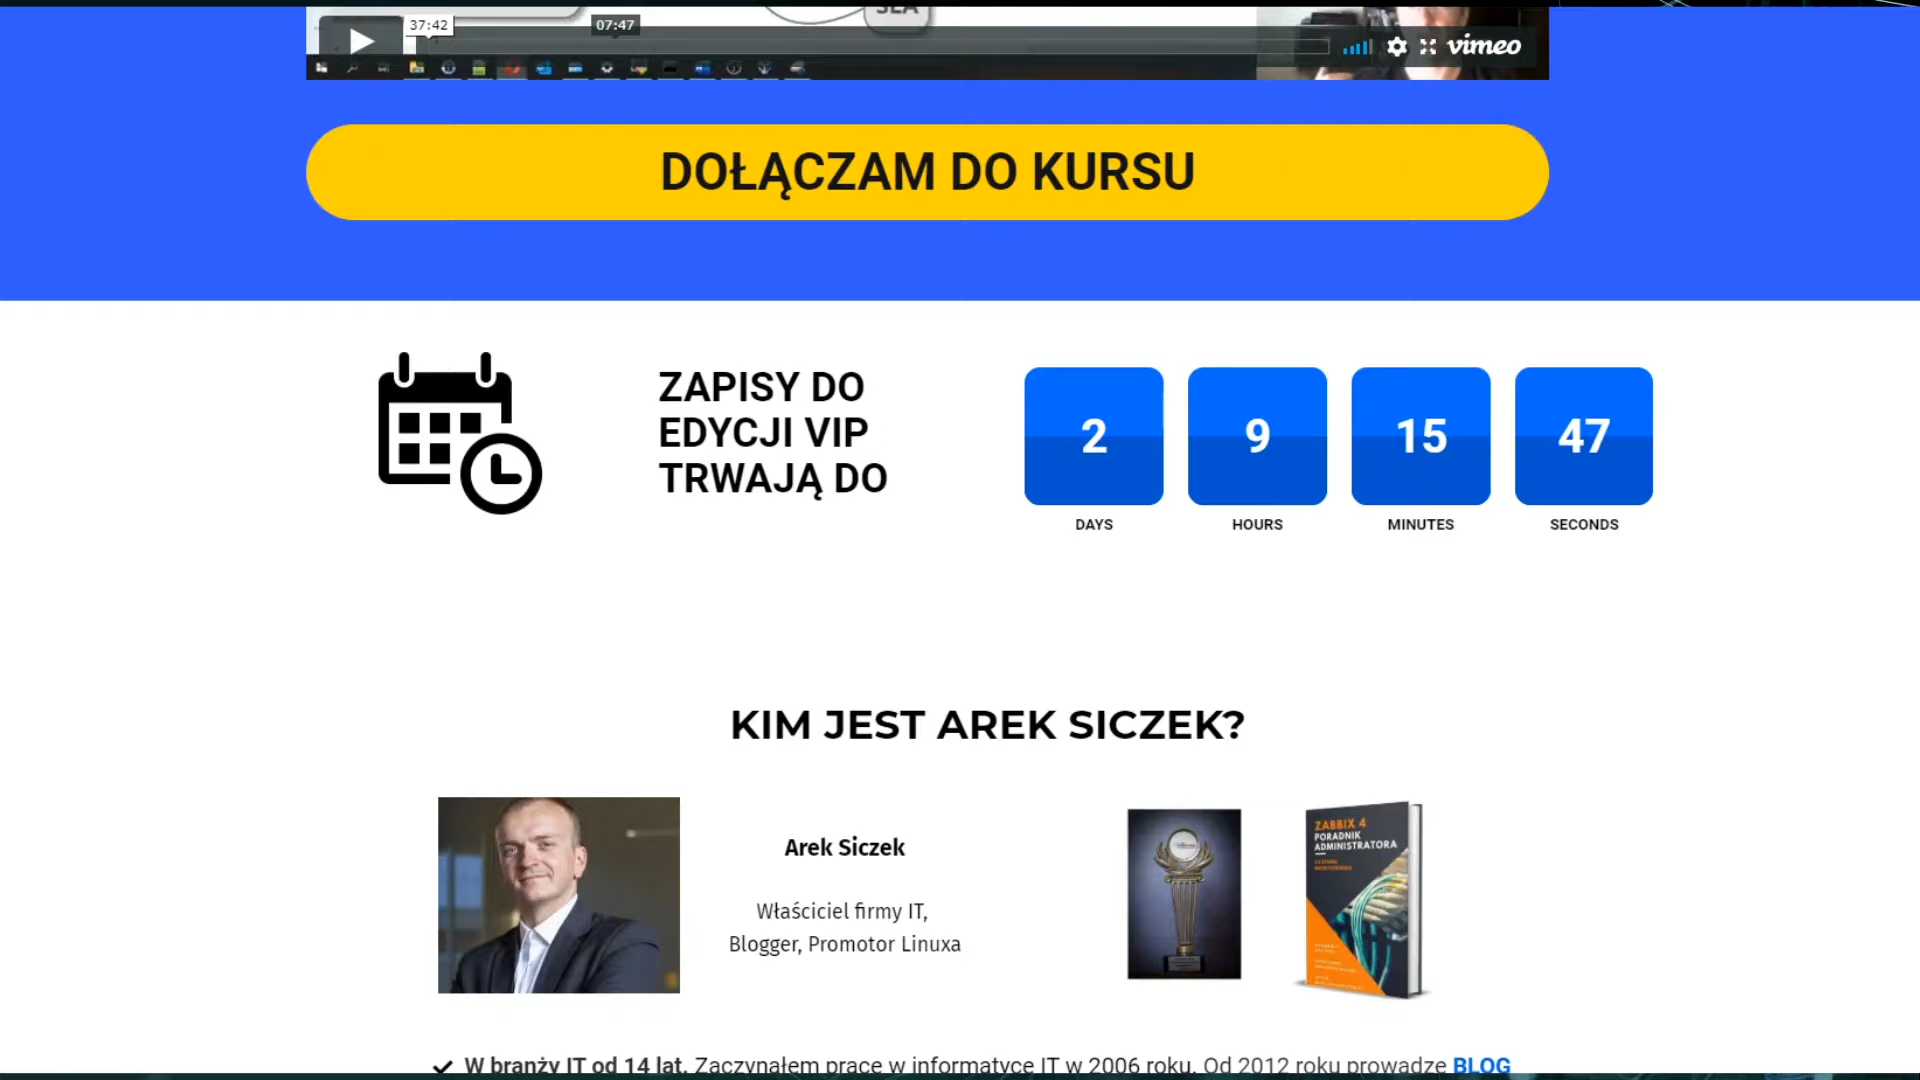 SLA
37:42
07:47
vimeo
DOŁĄCZAM DO KURSU
ZAPISY DO
EDYCJI VIP
TRWAJĄ DO
2
9
15
47
DAYS
HOURS
MINUTES
SECONDS
KIM JEST AREK SICZEK?
Arek Siczek
Właściciel firmy IT,
Blogger, Promotor Linuxa
ZABBIX 4
PORADNIK
ADMINISTRATORA
W branży IT od 14 lat. Zaczynałem pracę w informatyce IT w 2006 roku. Od 2012 roku prowadzę BLOG